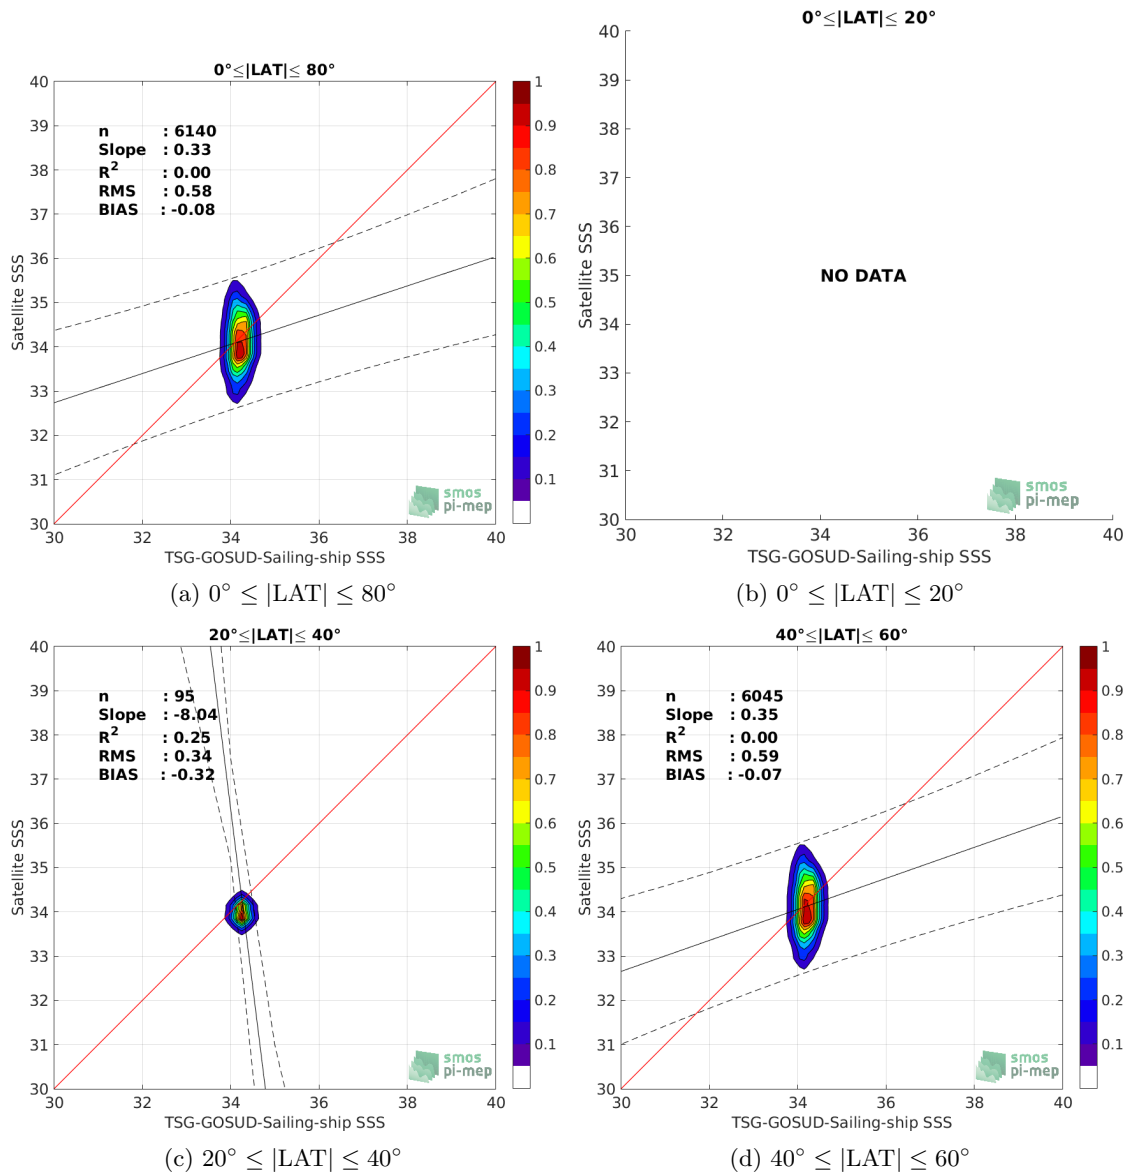 0°≤|LAT|≤ 80°
n : 6140
Slope : 0.33
R² : 0.00
RMS : 0.58
BIAS : -0.08
40
39
38
37
36
35
34
33
32
31
30
Satellite SSS
30 32 34 36 38 40
TSG-GOSUD-Sailing-ship SSS
1
0.9
0.8
0.7
0.6
0.5
0.4
0.3
0.2
0.1
smos
pi-mep
(a) 0° ≤ |LAT| ≤ 80°
0°≤|LAT|≤ 20°
40
39
38
37
36
35
34
33
32
31
30
Satellite SSS
NO DATA
30 32 34 36 38 40
TSG-GOSUD-Sailing-ship SSS
smos
pi-mep
(b) 0° ≤ |LAT| ≤ 20°
20°≤|LAT|≤ 40°
n : 95
Slope : -8.04
R² : 0.25
RMS : 0.34
BIAS : -0.32
40
39
38
37
36
35
34
33
32
31
30
Satellite SSS
30 32 34 36 38 40
TSG-GOSUD-Sailing-ship SSS
1
0.9
0.8
0.7
0.6
0.5
0.4
0.3
0.2
0.1
smos
pi-mep
(c) 20° ≤ |LAT| ≤ 40°
40°≤|LAT|≤ 60°
n : 6045
Slope : 0.35
R² : 0.00
RMS : 0.59
BIAS : -0.07
40
39
38
37
36
35
34
33
32
31
30
Satellite SSS
30 32 34 36 38 40
TSG-GOSUD-Sailing-ship SSS
1
0.9
0.8
0.7
0.6
0.5
0.4
0.3
0.2
0.1
smos
pi-mep
(d) 40° ≤ |LAT| ≤ 60°